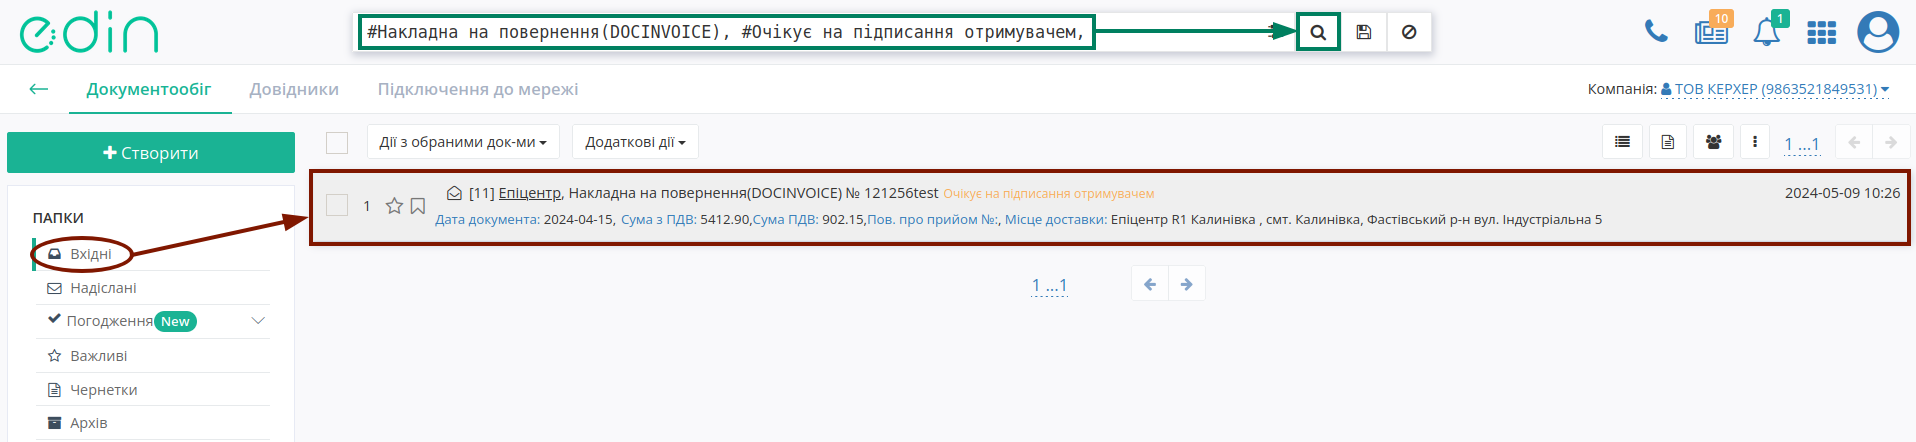 edin
#Накладна на повернення(DOCINVOICE), #Очікує на підписання отримувачем,
10
1
Документообіг
Довідники
Підключення до мережі
Компанія: ТОВ КЕРХЕР (9863521849531)
Створити
Дії з обраними док-ми
Додаткові дії
1 ...1
ПАПКИ
Вхідні
Надіслані
Погодження New
Важливі
Чернетки
Архів
1
[11] Епіцентр, Накладна на повернення(DOCINVOICE) № 121256test Очікує на підписання отримувачем
2024-05-09 10:26
Дата документа: 2024-04-15, Сума з ПДВ: 5412.90,Сума ПДВ: 902.15,Пов. про прийом №:, Місце доставки: Епіцентр R1 Калинівка , смт. Калинівка, Фастівський р-н вул. Індустріальна 5
1 ...1